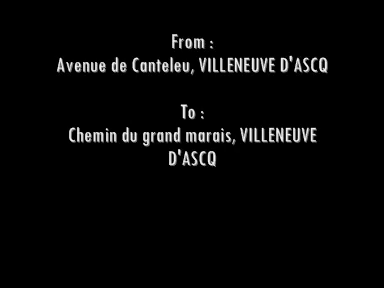 From :
Avenue de Canteleu, VILLENEUVE D'ASCQ
To :
Chemin du grand marais, VILLENEUVE
D'ASCQ